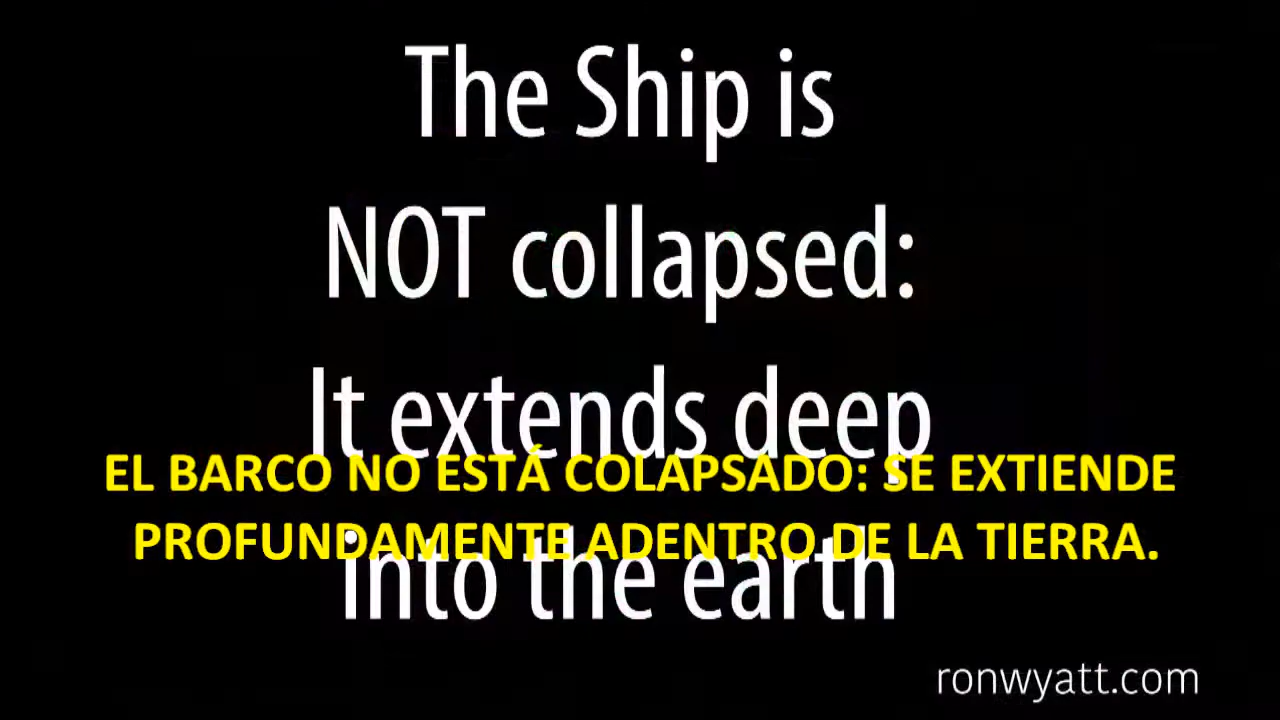 The Ship is
NOT collapsed:
It extends deep
EL BARCO NO ESTÁ COLAPSADO: SE EXTIENDE
PROFUNDAMENTE ADENTRO DE LA TIERRA.
into the earth
ronwyatt.com